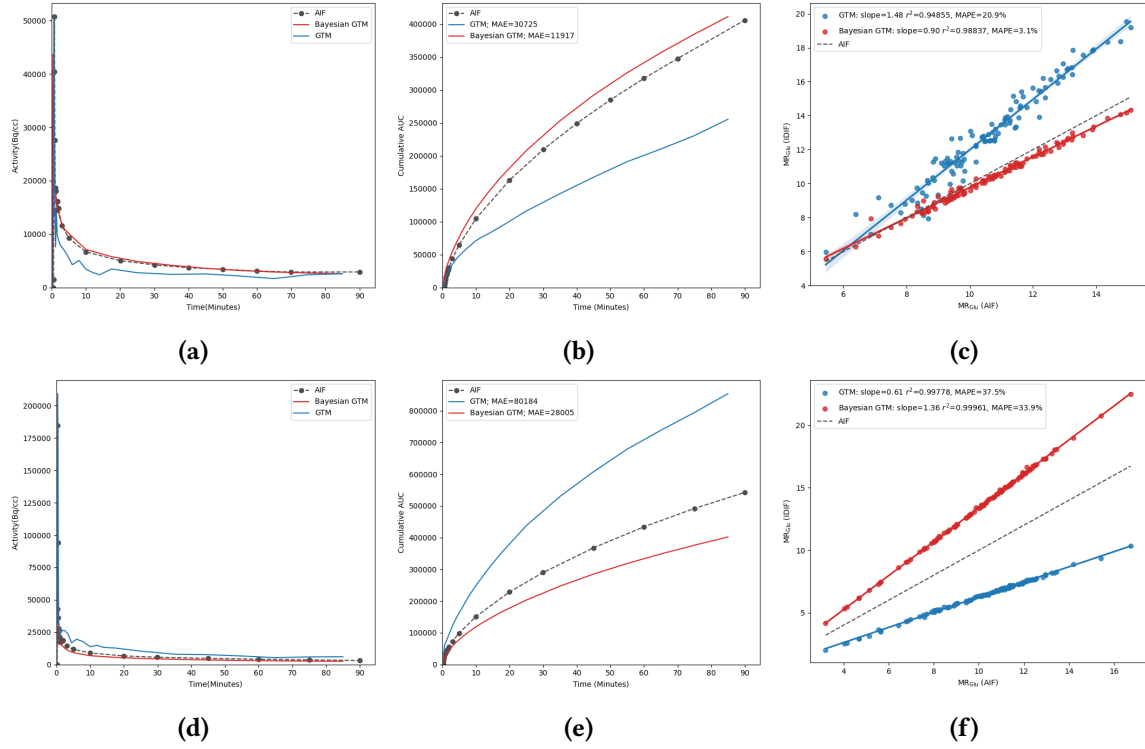 AIF
Bayesian GTM
GTM
50000
40000
30000
20000
10000
0
Activity(Bq/cc)
0 10 20 30 40 50 60 70 80 90
Time(Minutes)
(a)
AIF
GTM; MAE=30725
Bayesian GTM; MAE=11917
400000
350000
300000
250000
200000
150000
100000
50000
0
Cumulative AUC
0 10 20 30 40 50 60 70 80 90
Time (Minutes)
(b)
GTM: slope=1.48 r²=0.94855, MAPE=20.9%
Bayesian GTM: slope=0.90 r²=0.98837, MAPE=3.1%
AIF
20
18
16
14
12
10
8
6
4
MRGlu (IDIF)
6 8 10 12 14
MRGlu (AIF)
(c)
AIF
Bayesian GTM
GTM
200000
175000
150000
125000
100000
75000
50000
25000
0
Activity(Bq/cc)
0 10 20 30 40 50 60 70 80 90
Time(Minutes)
(d)
AIF
GTM; MAE=80184
Bayesian GTM; MAE=28005
800000
700000
600000
500000
400000
300000
200000
100000
0
Cumulative AUC
0 10 20 30 40 50 60 70 80 90
Time (Minutes)
(e)
GTM: slope=0.61 r²=0.99778, MAPE=37.5%
Bayesian GTM: slope=1.36 r²=0.99961, MAPE=33.9%
AIF
20
15
10
5
MRGlu (IDIF)
4 6 8 10 12 14 16
MRGlu (AIF)
(f)